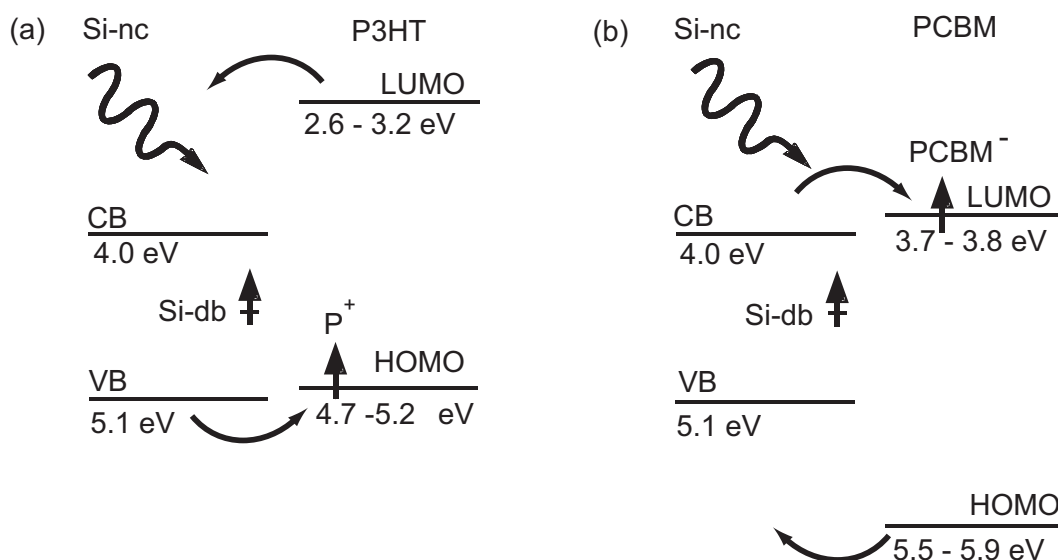 (a) Si-nc P3HT
LUMO
2.6 - 3.2 eV
CB
4.0 eV
Si-db
P+
HOMO
VB
4.7 -5.2 eV
5.1 eV
(b) Si-nc PCBM
PCBM-
LUMO
CB
3.7 - 3.8 eV
4.0 eV
Si-db
VB
5.1 eV
HOMO
5.5 - 5.9 eV